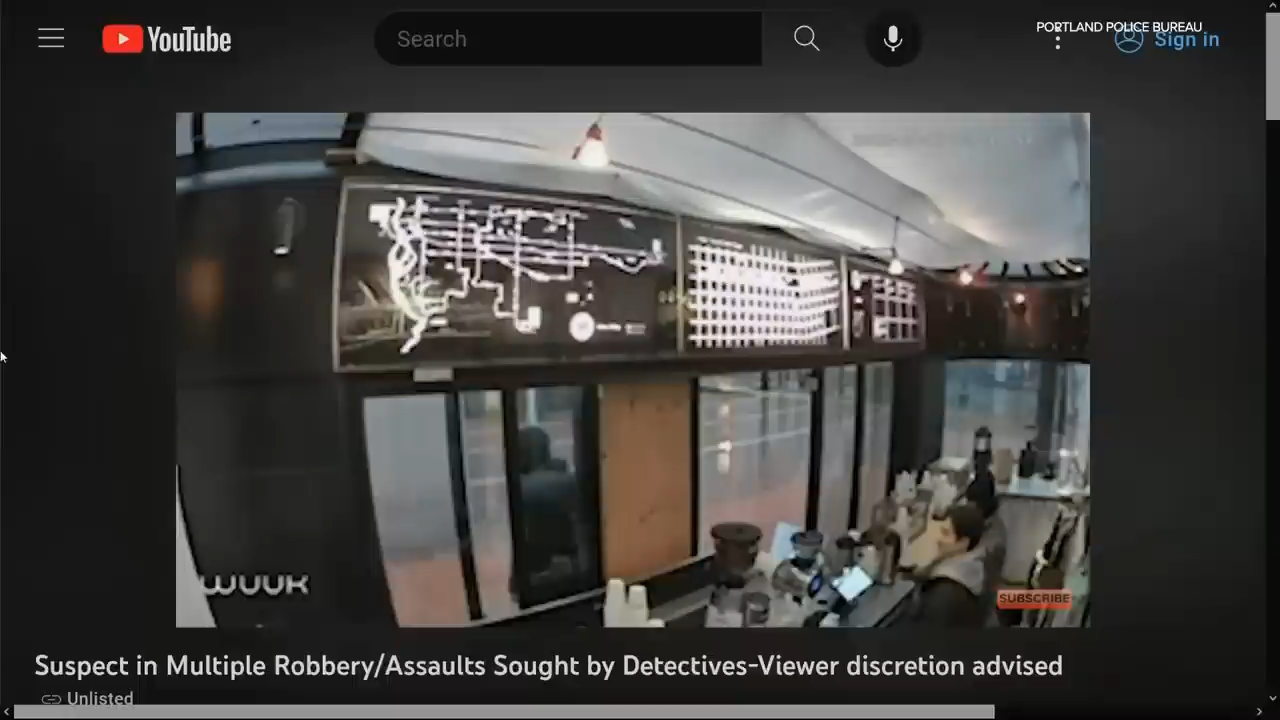 PORTLAND POLICE BUREAU
YouTube
Search
Sign in
WUUK
SUBSCRIBE
Suspect in Multiple Robbery/Assaults Sought by Detectives-Viewer discretion advised
Unlisted